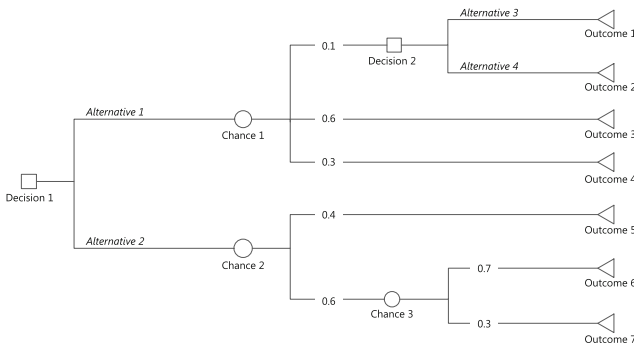 Alternative 3
Outcome 1
0.1
Decision 2
Alternative 4
Outcome 2
Alternative 1
Chance 1
0.6
Outcome 3
0.3
Outcome 4
Decision 1
0.4
Outcome 5
Alternative 2
Chance 2
0.7
Outcome 6
0.6
Chance 3
0.3
Outcome 7